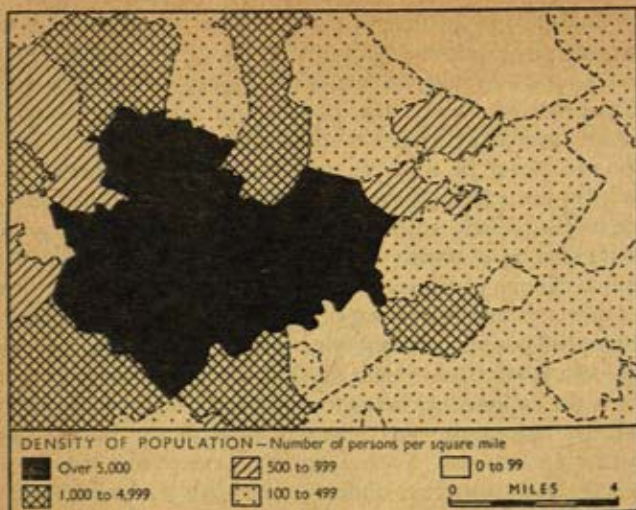 DENSITY OF POPULATION – Number of persons per square mile
Over 5,000
500 to 999
0 to 99
1,000 to 4,999
100 to 499
0 MILES 4